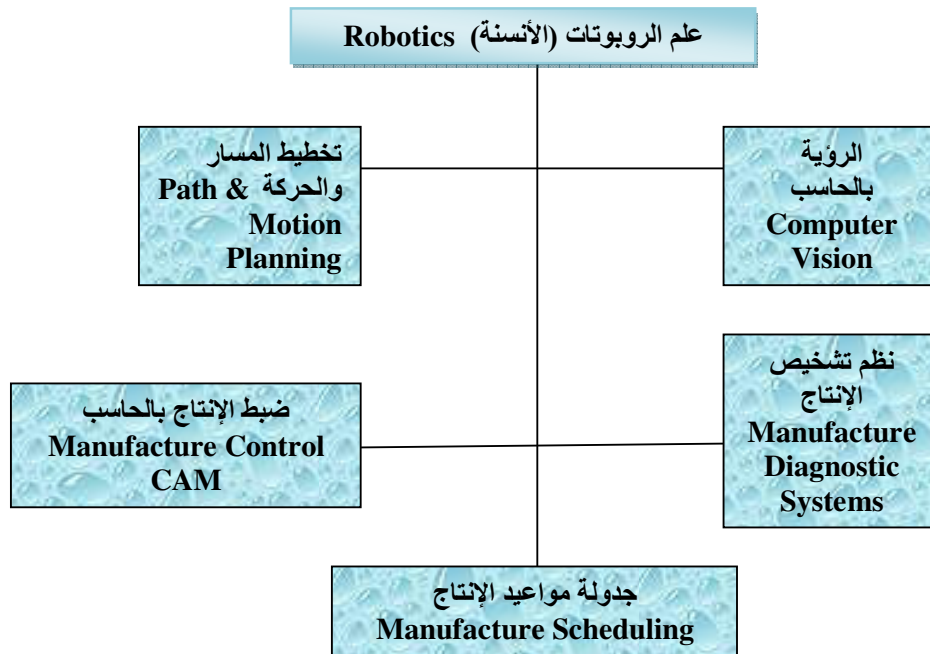 علم الروبوتات (الأنسنة) Robotics
الرؤية
بالحاسب
Computer
Vision
تخطيط المسار
والحركة Path &
Motion
Planning
نظم تشخيص
الإنتاج
Manufacture
Diagnostic
Systems
ضبط الإنتاج بالحاسب
Manufacture Control
CAM
جدولة مواعيد الإنتاج
Manufacture Scheduling